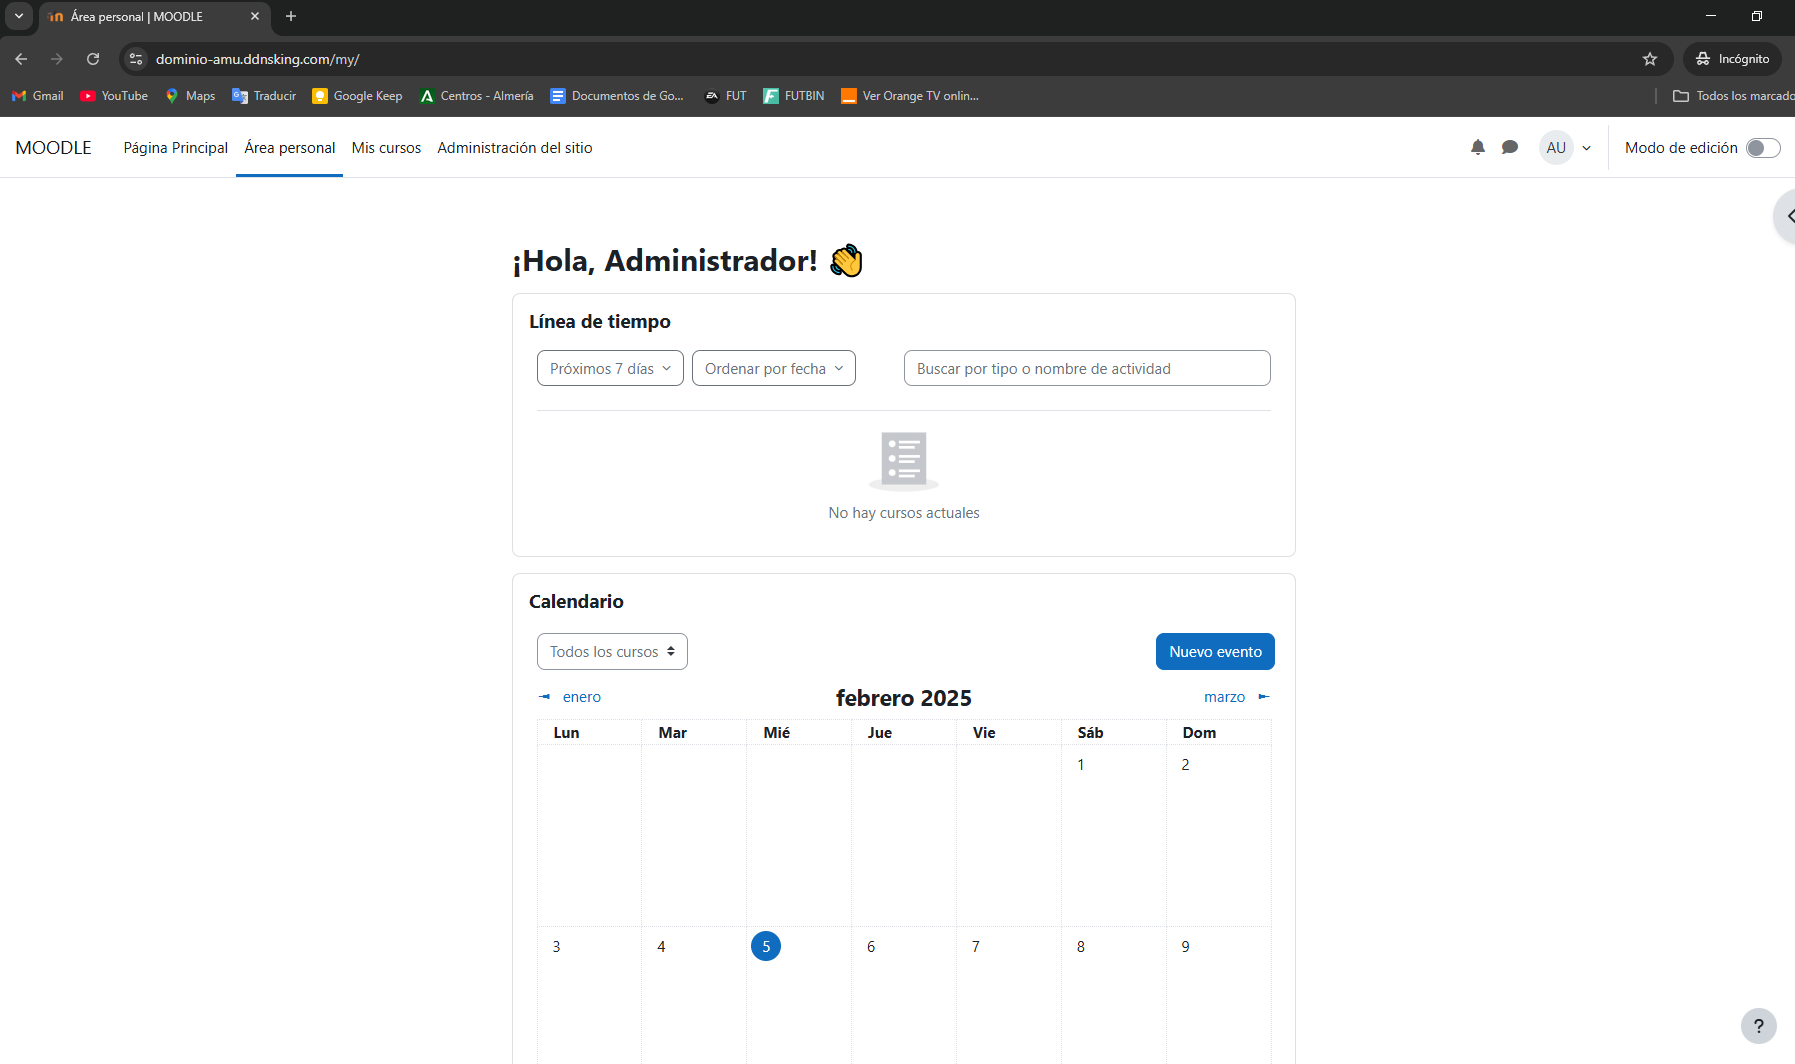 Área personal | MOODLE
dominio-amu.ddnsking.com/my/
Incógnito
Gmail YouTube Maps Traducir Google Keep Centros - Almería Documentos de Go... FUT FUTBIN Ver Orange TV onlin... Todos los marcado
MOODLE Página Principal Área personal Mis cursos Administración del sitio AU Modo de edición
¡Hola, Administrador!
Línea de tiempo
Próximos 7 días Ordenar por fecha Buscar por tipo o nombre de actividad
No hay cursos actuales
Calendario
Todos los cursos Nuevo evento
enero febrero 2025 marzo
Lun Mar Mié Jue Vie Sáb Dom
1 2
3 4 5 6 7 8 9
?